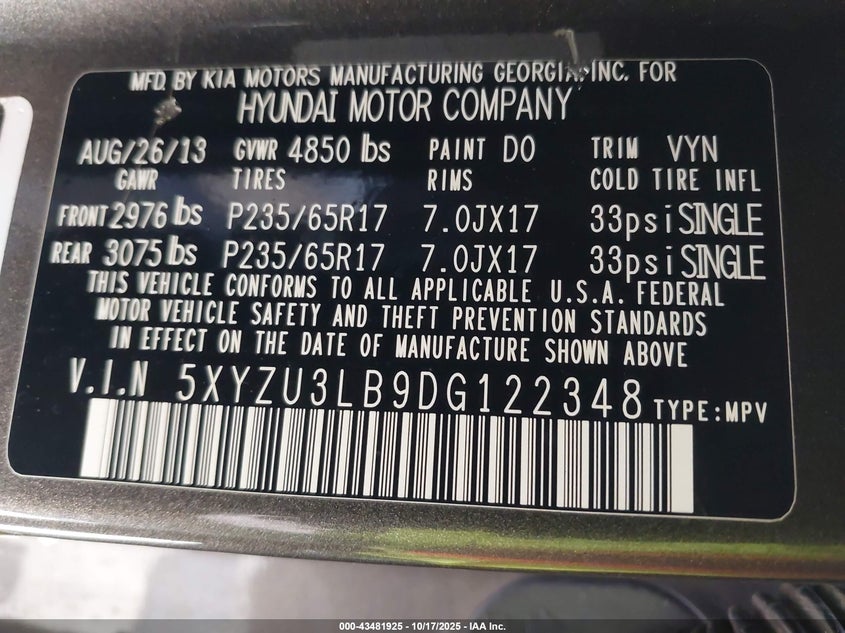 MFD. BY KIA MOTORS MANUFACTURING GEORGIA, INC. FOR
HYUNDAI MOTOR COMPANY
AUG/26/13 GVWR 4850 lbs PAINT DO TRIM VYN
GAWR TIRES RIMS COLD TIRE INFL
FRONT 2976 lbs P235/65R17 7.0JX17 33psi SINGLE
REAR 3075 lbs P235/65R17 7.0JX17 33psi SINGLE
THIS VEHICLE CONFORMS TO ALL APPLICABLE U.S.A. FEDERAL
MOTOR VEHICLE SAFETY AND THEFT PREVENTION STANDARDS
IN EFFECT ON THE DATE OF MANUFACTURE SHOWN ABOVE
V.I.N 5XYZU3LB9DG122348 TYPE:MPV
000-43481925 - 10/17/2025 - IAA Inc.